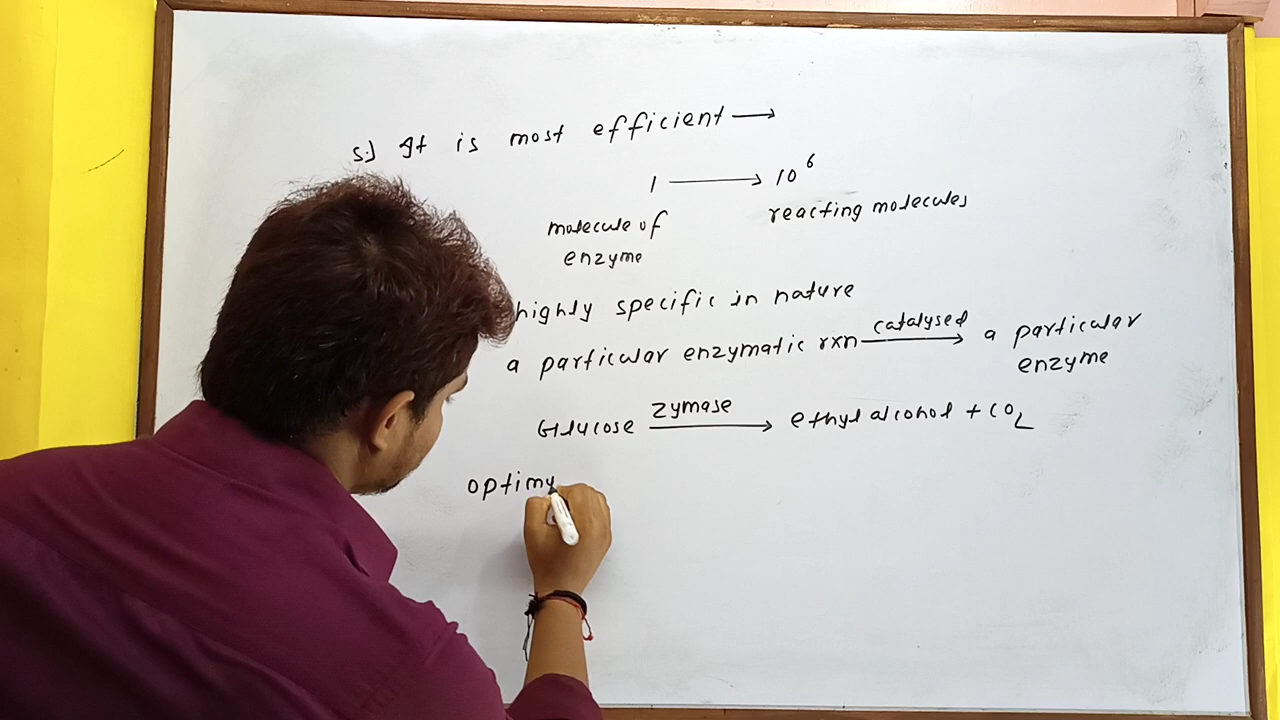 5.) It is most efficient →
1 → 10⁶
molecule of reacting molecules
enzyme
highly specific in nature
a particular enzymatic rxn catalysed → a particular
enzyme
Glucose zymase → ethyl alcohol + CO₂
optimu